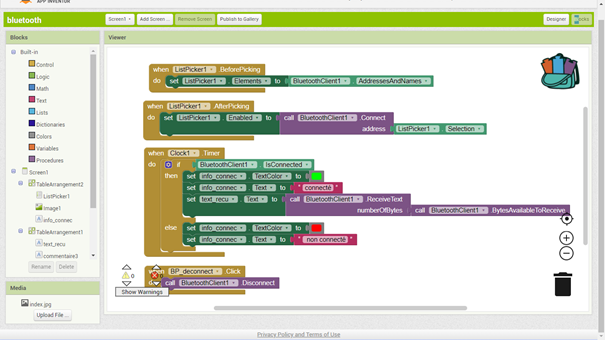 APP INVENTOR
bluetooth
Screen1 Add Screen ... Remove Screen Publish to Gallery Designer
Blocks
Viewer
Built-in
Control
Logic
Math
Text
Lists
Dictionaries
Colors
Variables
Procedures
Screen1
TableArrangement2
ListPicker1
Image1
info_connec
TableArrangement1
text_recu
commentaire3
Rename Delete
Media
index.jpg
Upload File ...
when ListPicker1 .BeforePicking
do set ListPicker1 . Elements to BluetoothClient1 . AddressesAndNames
when ListPicker1 .AfterPicking
do set ListPicker1 . Enabled to call BluetoothClient1 .Connect
address ListPicker1 . Selection
when Clock1 .Timer
do if BluetoothClient1 . IsConnected
then set info_connec . TextColor to
set info_connec . Text to " connecté "
set text_recu . Text to call BluetoothClient1 .ReceiveText
numberOfBytes call BluetoothClient1 .BytesAvailableToReceive
else set info_connec . TextColor to
set info_connec . Text to " non connecté "
BP_deconnect .Click
call BluetoothClient1 .Disconnect
0 0
Show Warnings
Privacy Policy and Terms of Use